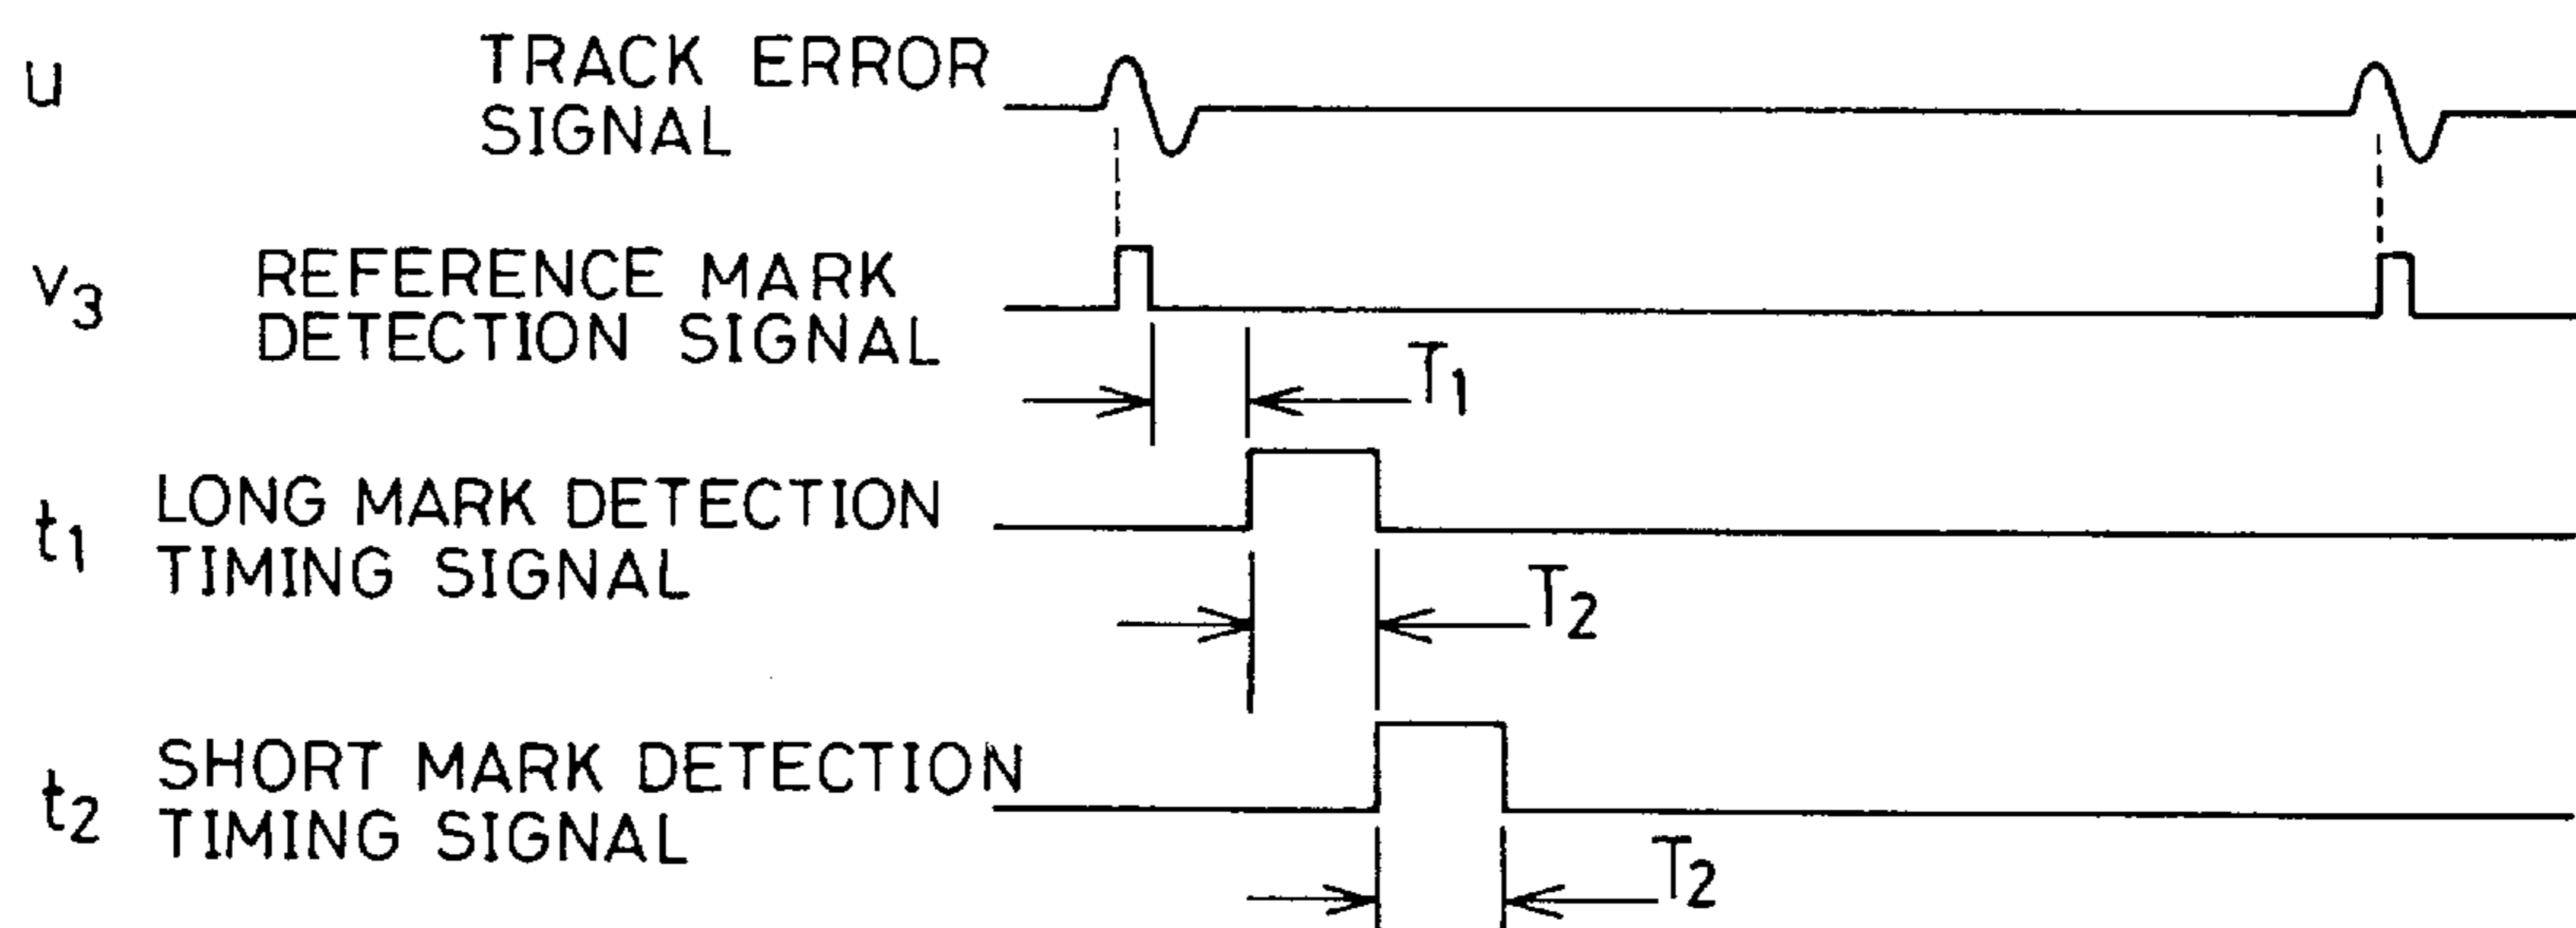 u TRACK ERROR
SIGNAL
v3 REFERENCE MARK
DETECTION SIGNAL
T1
t1 LONG MARK DETECTION
TIMING SIGNAL
T2
t2 SHORT MARK DETECTION
TIMING SIGNAL
T2